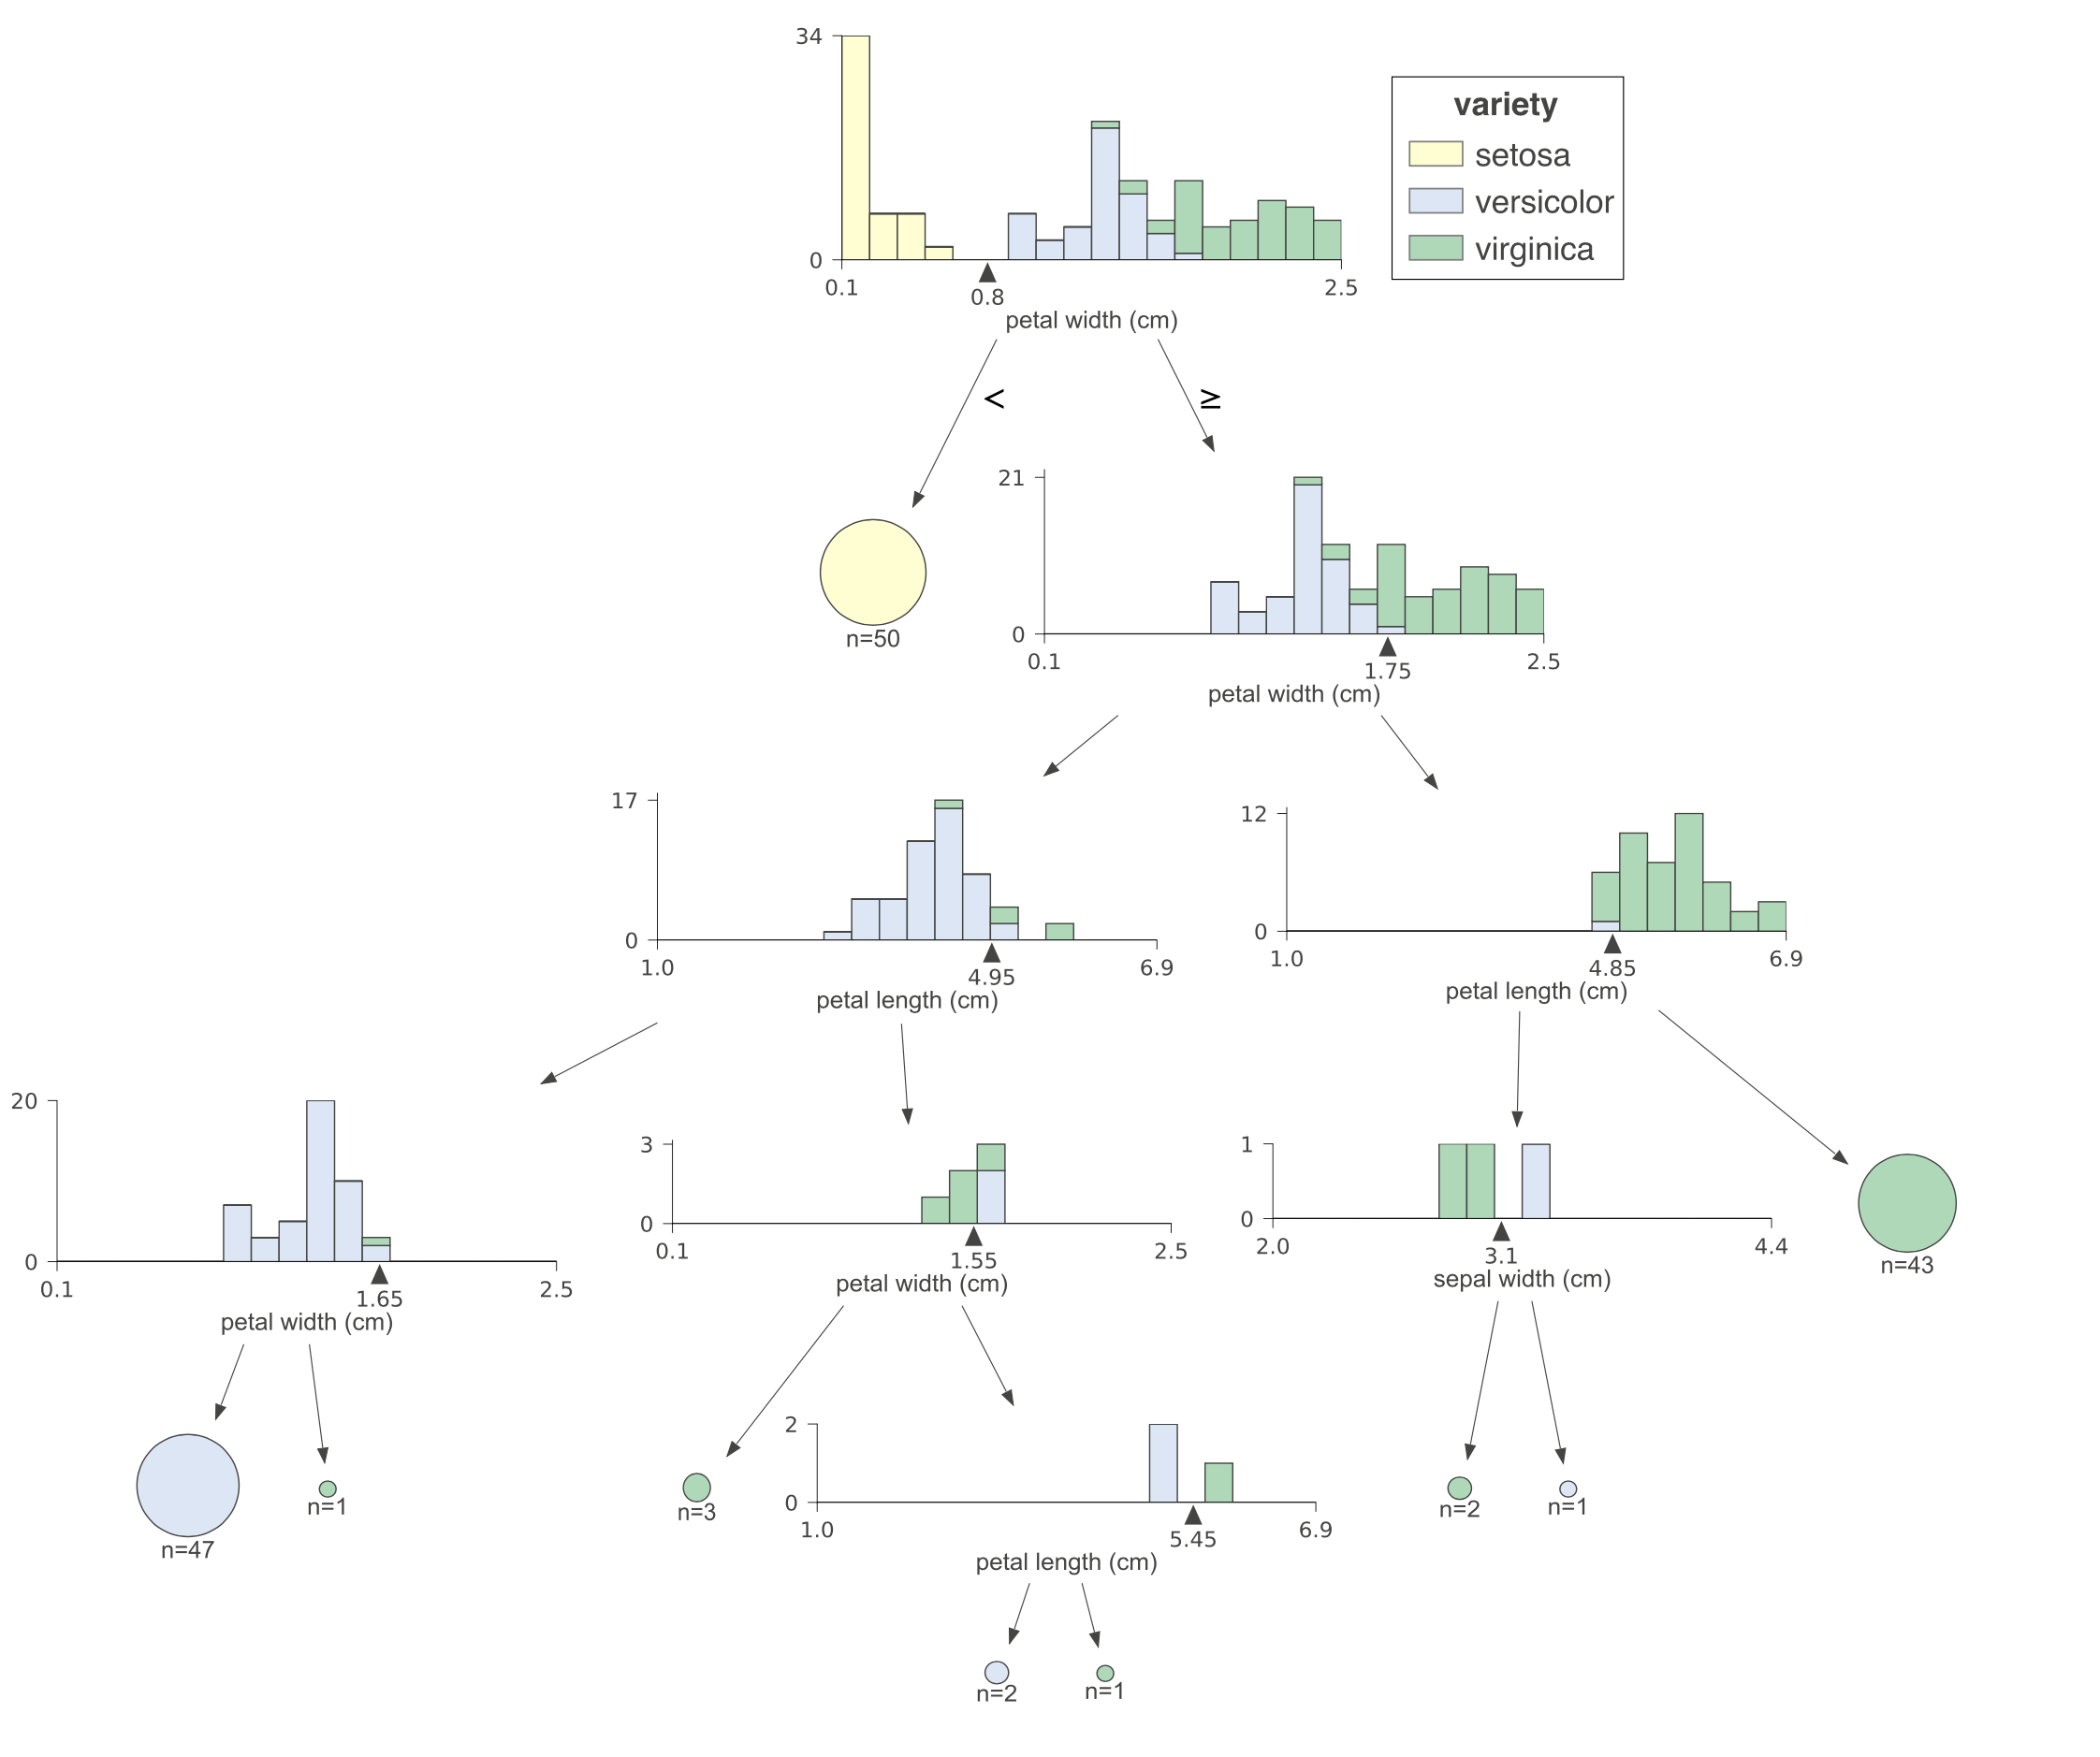 34
0
0.1
0.8
2.5
petal width (cm)
variety
setosa
versicolor
virginica
<
≥
n=50
21
0
0.1
1.75
2.5
petal width (cm)
17
0
1.0
4.95
6.9
petal length (cm)
12
0
1.0
4.85
6.9
petal length (cm)
20
0
0.1
1.65
2.5
petal width (cm)
3
0
0.1
1.55
2.5
petal width (cm)
1
0
2.0
3.1
4.4
sepal width (cm)
n=43
n=47
n=1
n=3
2
0
1.0
5.45
6.9
petal length (cm)
n=2
n=1
n=2
n=1